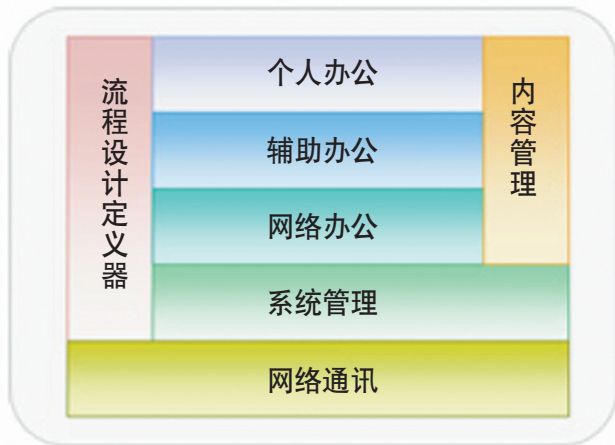 流程设计定义器
个人办公
辅助办公
网络办公
系统管理
网络通讯
内容管理